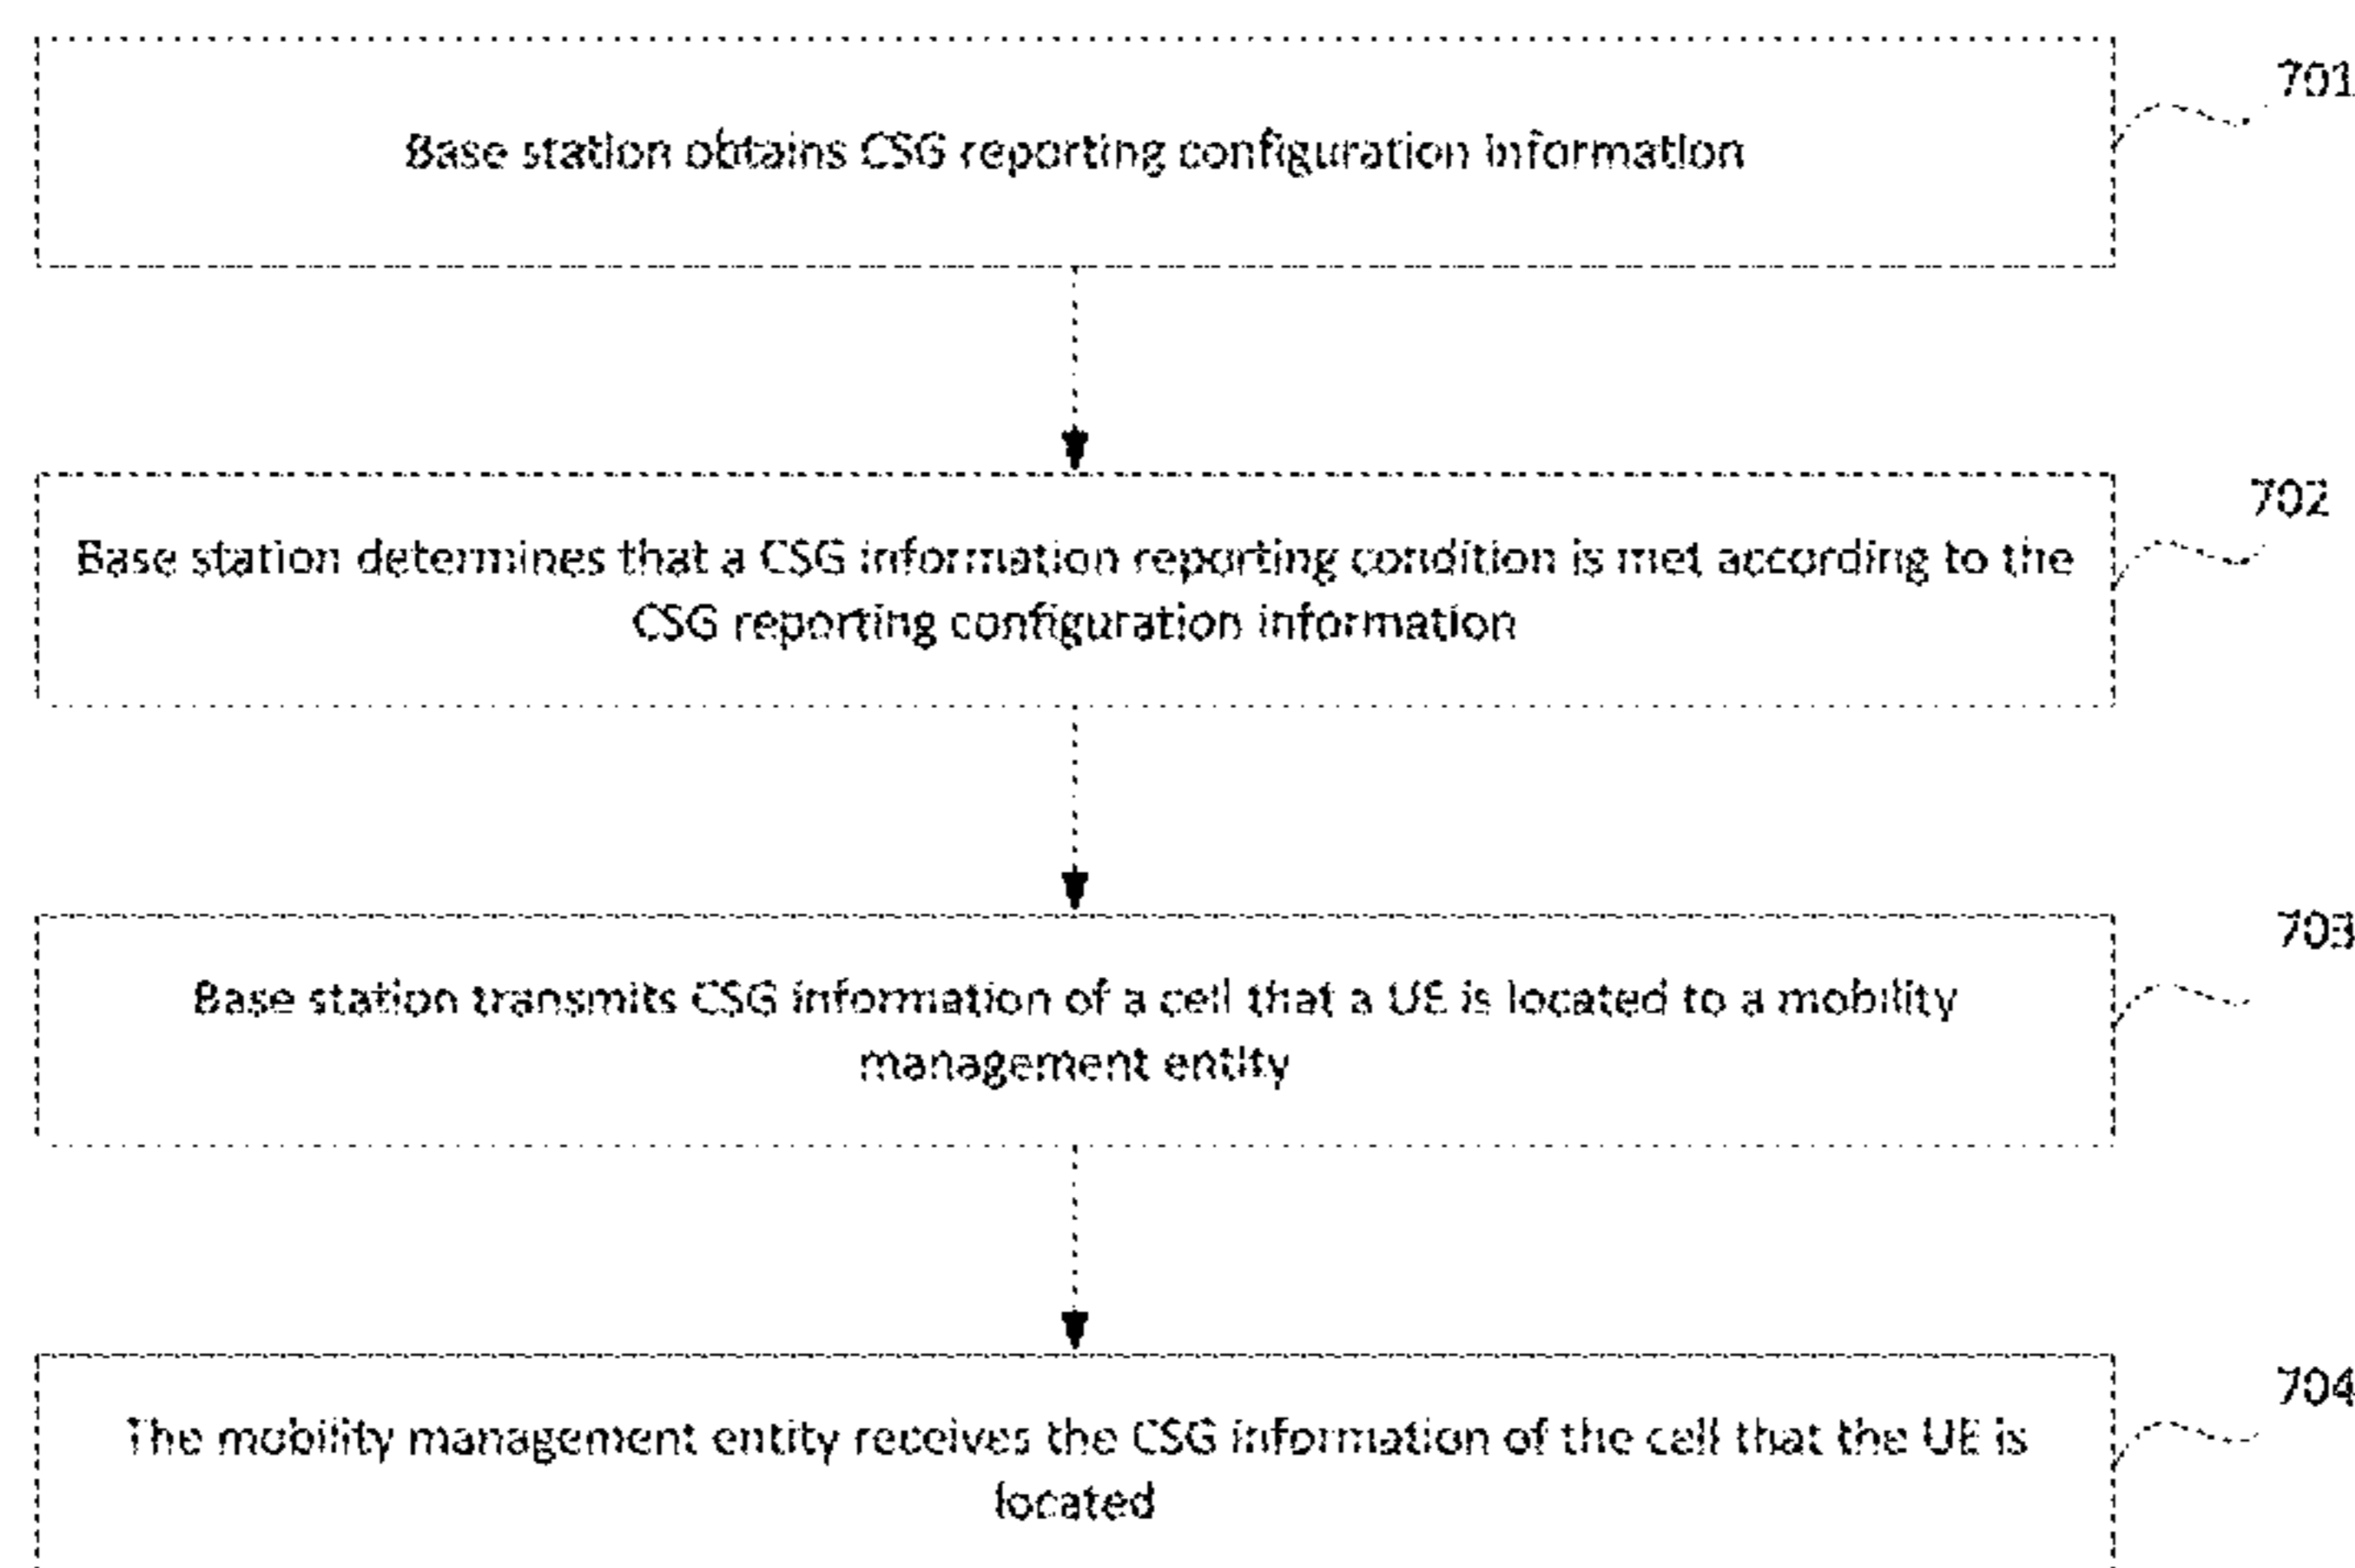 701
Base station obtains CSG reporting configuration information
702
Base station determines that a CSG information reporting condition is met according to the
CSG reporting configuration information
703
Base station transmits CSG information of a cell that a UE is located to a mobility
management entity
704
The mobility management entity receives the CSG information of the cell that the UE is
located